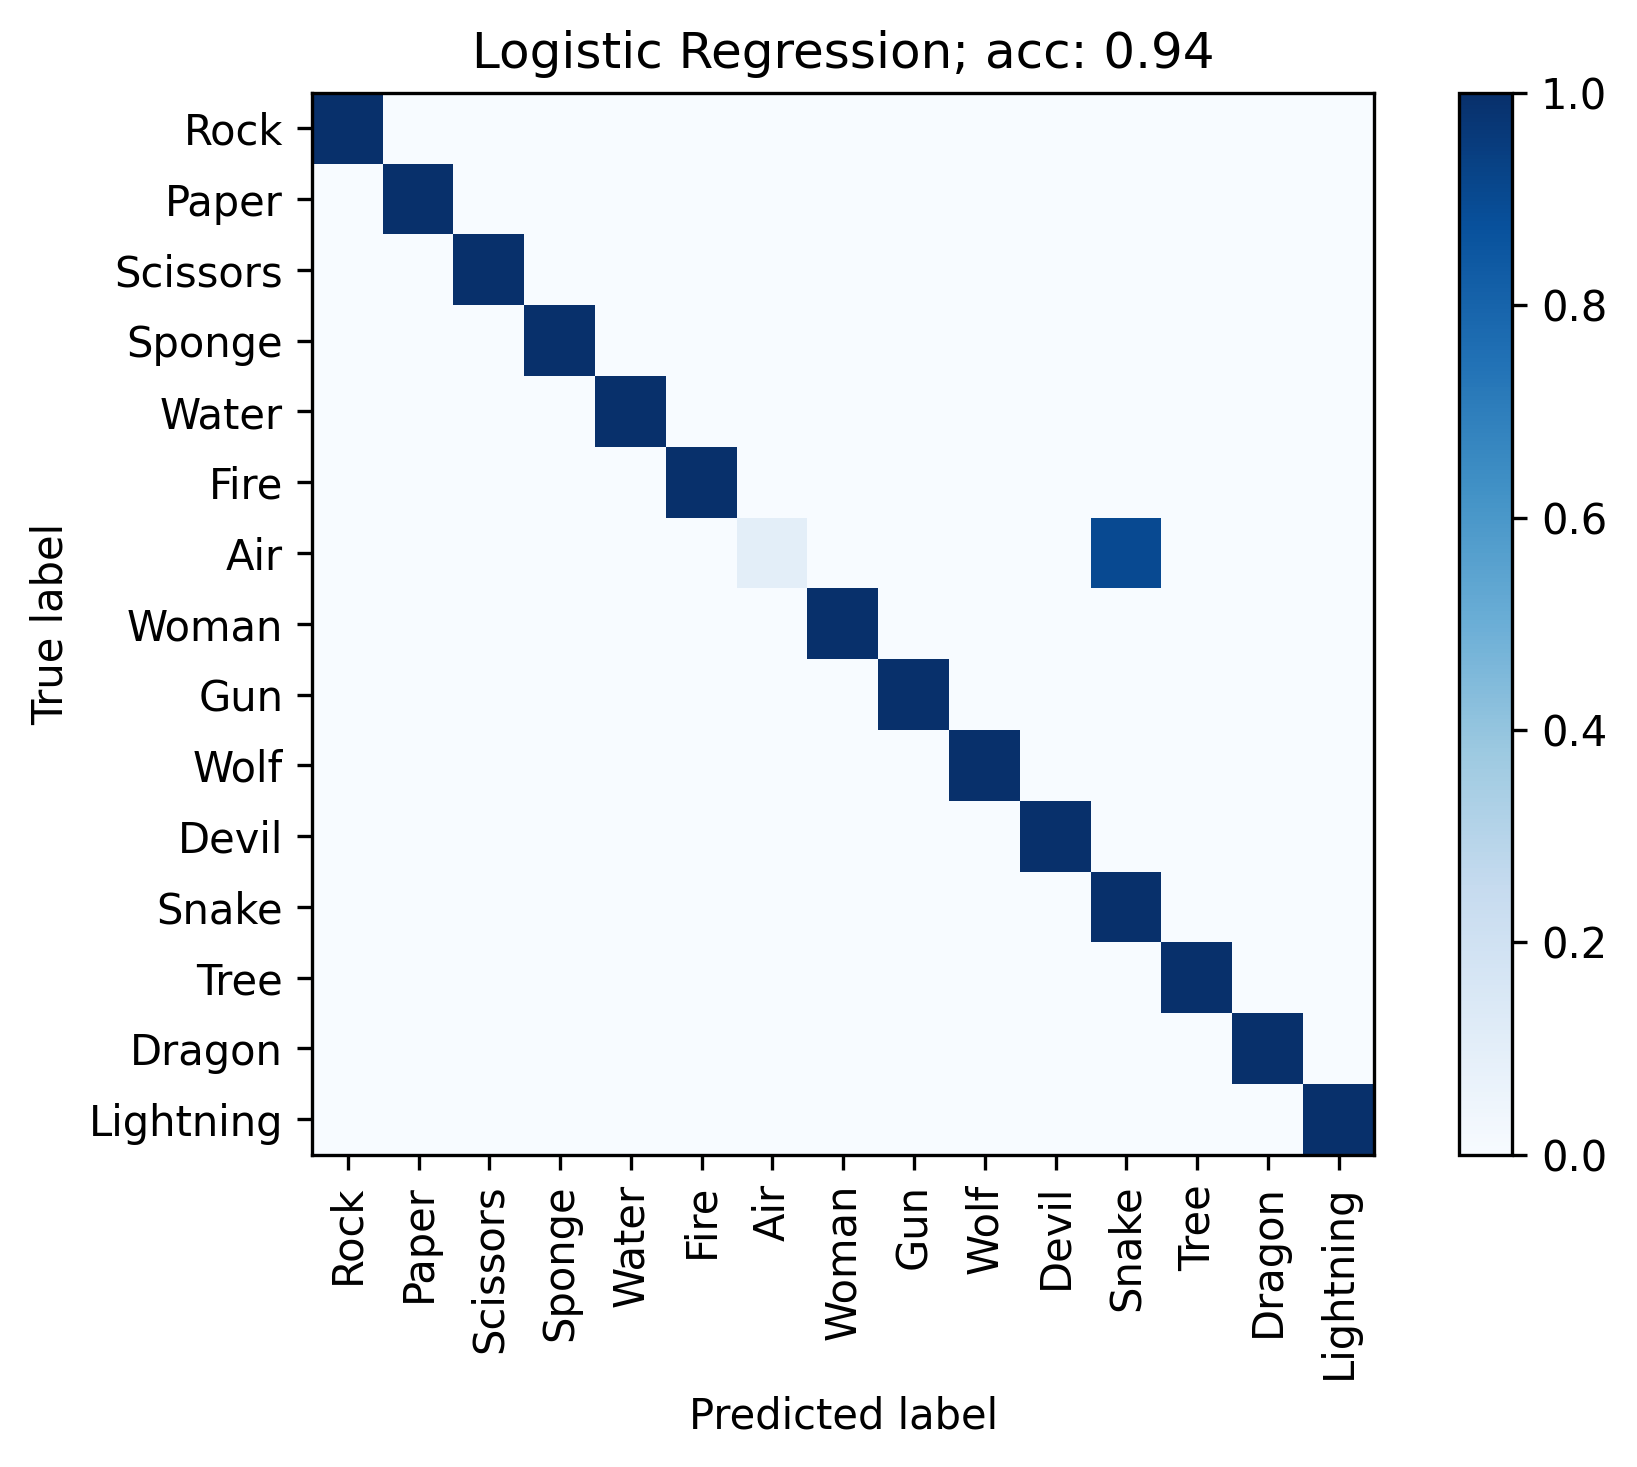 Logistic Regression; acc: 0.94
True label
Rock
Paper
Scissors
Sponge
Water
Fire
Air
Woman
Gun
Wolf
Devil
Snake
Tree
Dragon
Lightning
Rock
Paper
Scissors
Sponge
Water
Fire
Air
Woman
Gun
Wolf
Devil
Snake
Tree
Dragon
Lightning
Predicted label
1.0
0.8
0.6
0.4
0.2
0.0